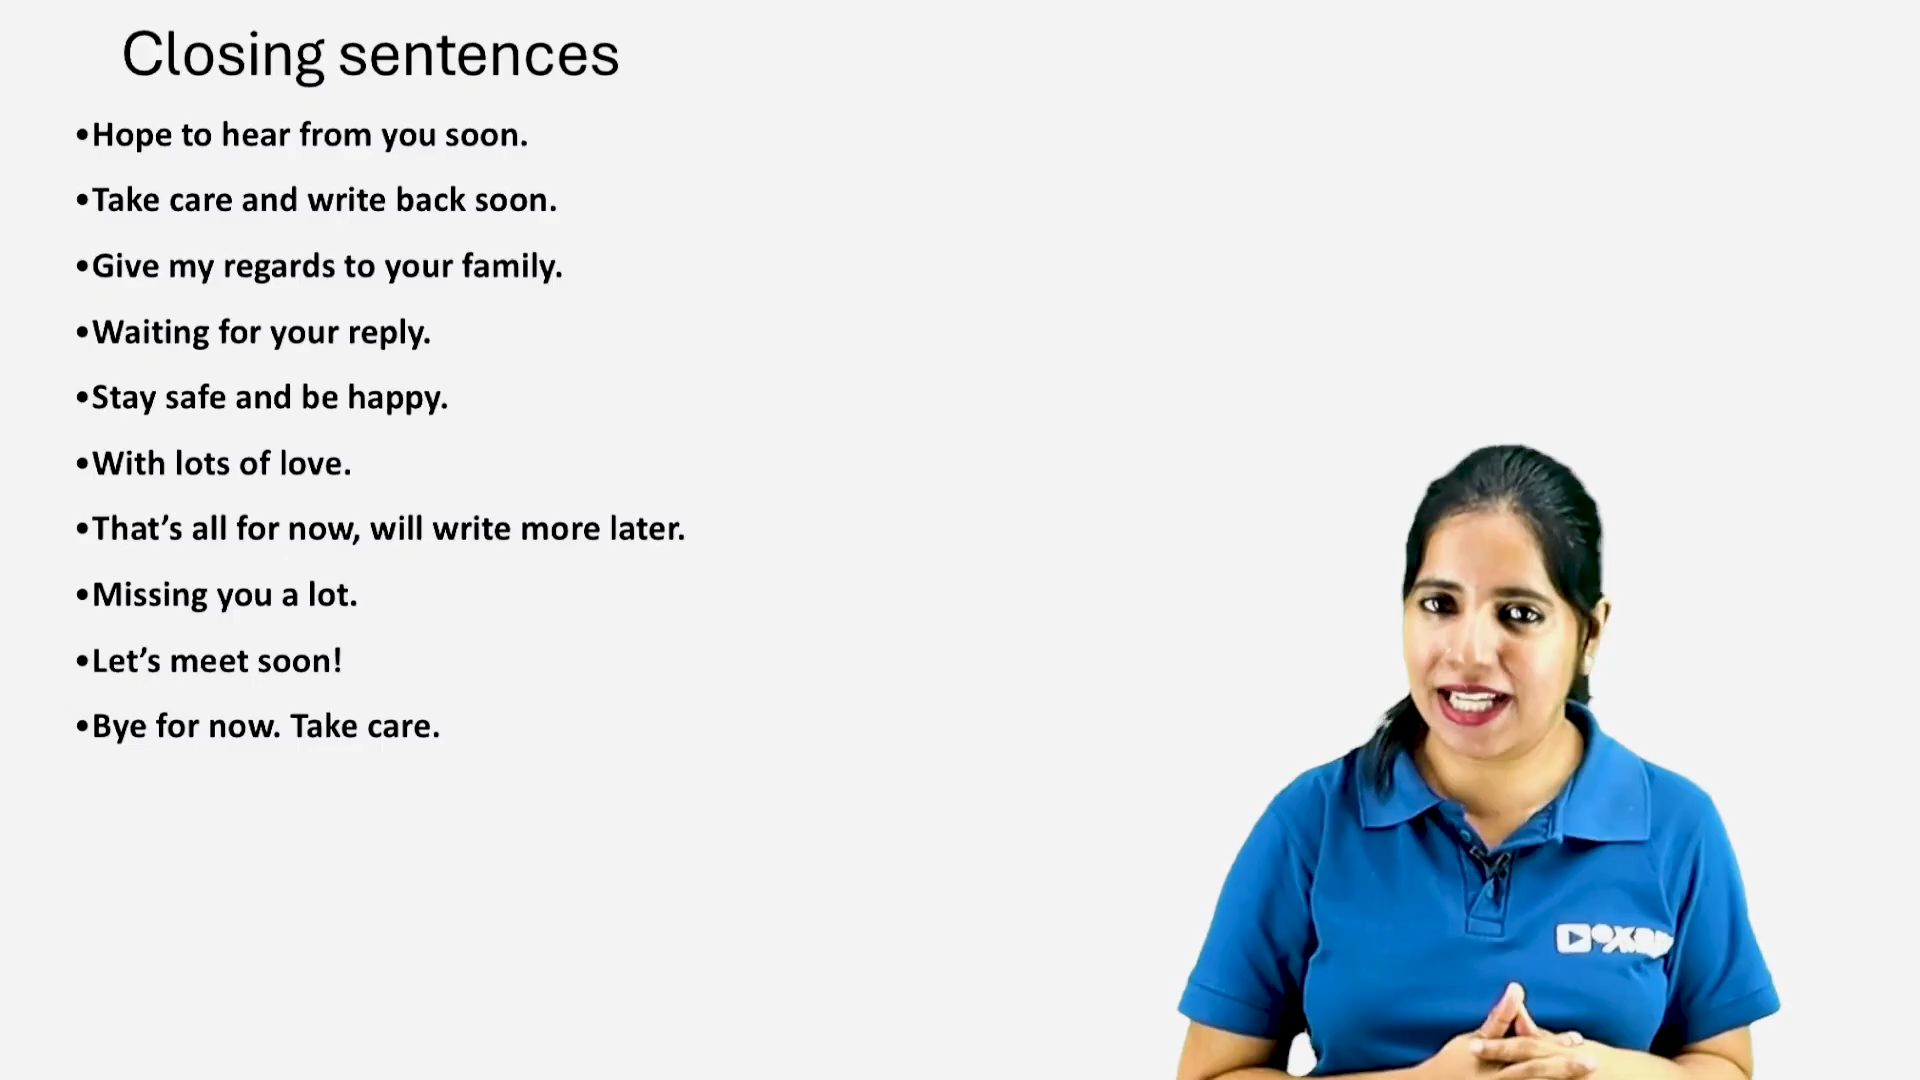 Closing sentences
•Hope to hear from you soon.
•Take care and write back soon.
•Give my regards to your family.
•Waiting for your reply.
•Stay safe and be happy.
•With lots of love.
•That’s all for now, will write more later.
•Missing you a lot.
•Let’s meet soon!
•Bye for now. Take care.